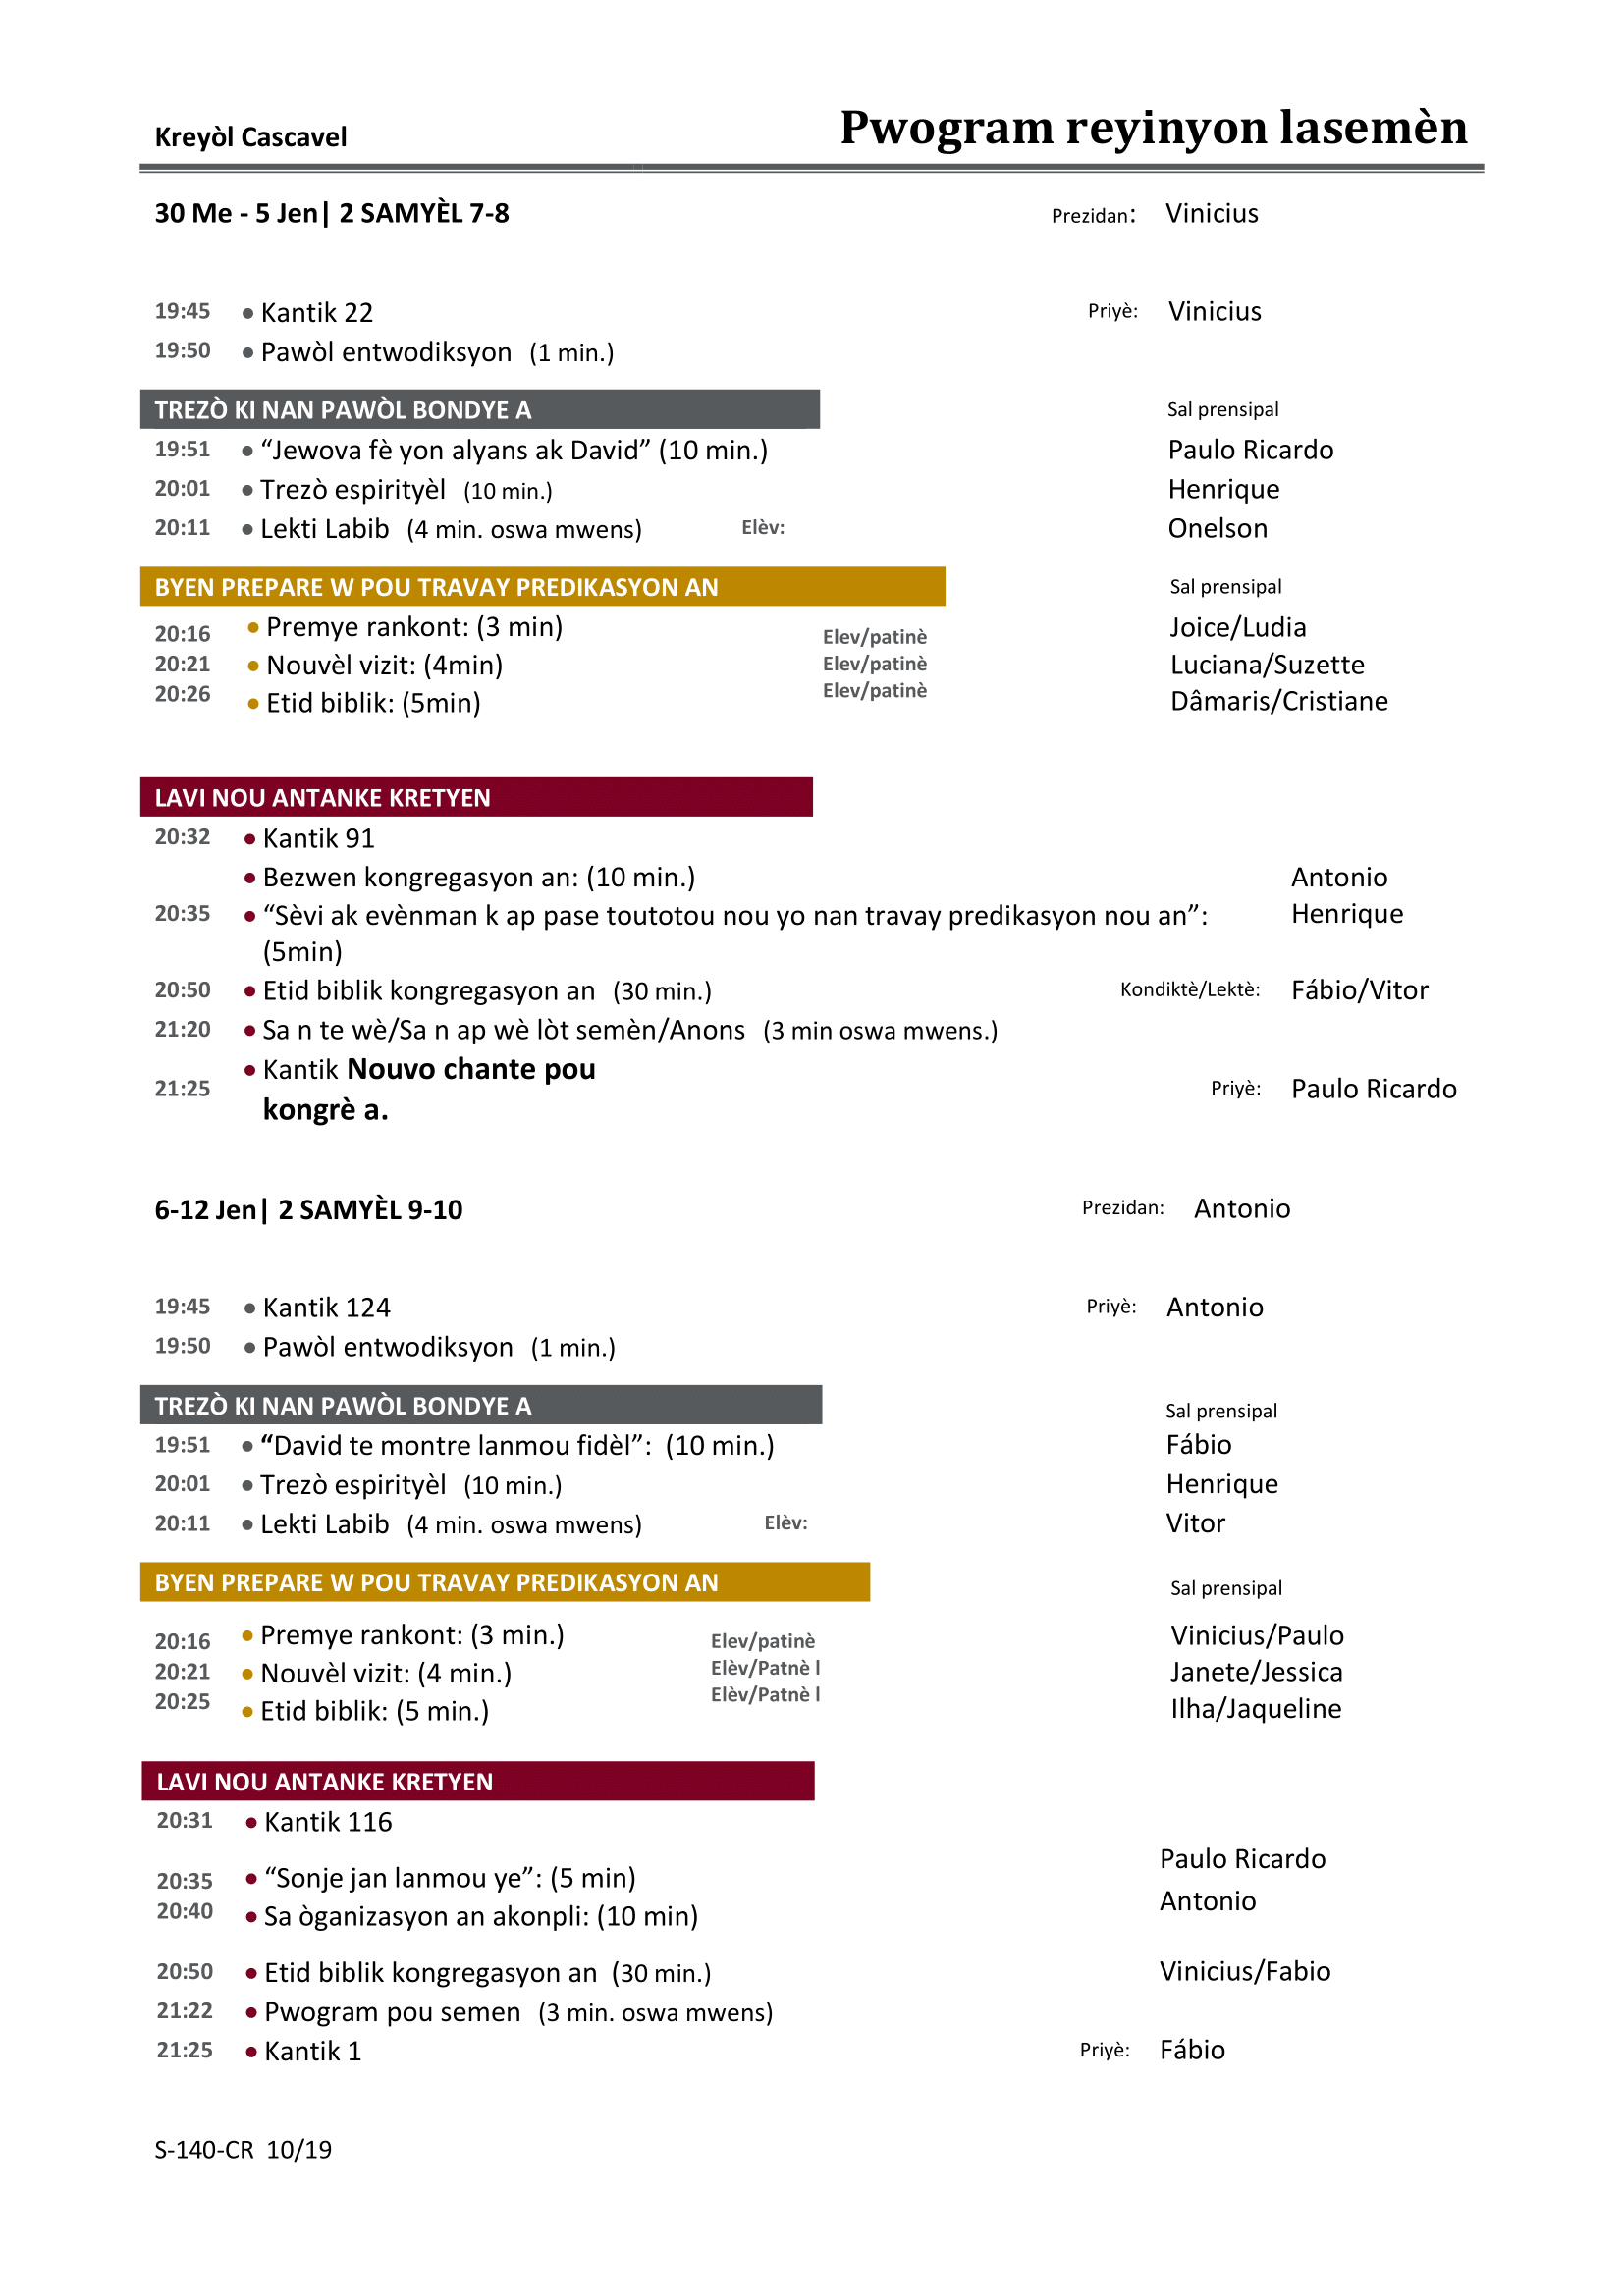 Kreyòl Cascavel Pwogram reyinyon lasemèn
30 Me - 5 Jen| 2 SAMYÈL 7-8 Prezidan: Vinicius
19:45 • Kantik 22 Priyè: Vinicius
19:50 • Pawòl entwodiksyon (1 min.)
TREZÒ KI NAN PAWÒL BONDYE A Sal prensipal
19:51 • “Jewova fè yon alyans ak David” (10 min.) Paulo Ricardo
20:01 • Trezò espirityèl (10 min.) Henrique
20:11 • Lekti Labib (4 min. oswa mwens) Elèv: Onelson
BYEN PREPARE W POU TRAVAY PREDIKASYON AN Sal prensipal
20:16 • Premye rankont: (3 min) Elev/patinè Joice/Ludia
20:21 • Nouvèl vizit: (4min) Elev/patinè Luciana/Suzette
20:26 • Etid biblik: (5min) Elev/patinè Dâmaris/Cristiane
LAVI NOU ANTANKE KRETYEN
20:32 • Kantik 91
• Bezwen kongregasyon an: (10 min.) Antonio
20:35 • “Sèvi ak evènman k ap pase toutotou nou yo nan travay predikasyon nou an”: Henrique
(5min)
20:50 • Etid biblik kongregasyon an (30 min.) Kondiktè/Lektè: Fábio/Vitor
21:20 • Sa n te wè/Sa n ap wè lòt semèn/Anons (3 min oswa mwens.)
21:25 • Kantik Nouvo chante pou Priyè: Paulo Ricardo
kongrè a.
6-12 Jen| 2 SAMYÈL 9-10 Prezidan: Antonio
19:45 • Kantik 124 Priyè: Antonio
19:50 • Pawòl entwodiksyon (1 min.)
TREZÒ KI NAN PAWÒL BONDYE A Sal prensipal
19:51 • “David te montre lanmou fidèl”: (10 min.) Fábio
20:01 • Trezò espirityèl (10 min.) Henrique
20:11 • Lekti Labib (4 min. oswa mwens) Elèv: Vitor
BYEN PREPARE W POU TRAVAY PREDIKASYON AN Sal prensipal
20:16 • Premye rankont: (3 min.) Elev/patinè Vinicius/Paulo
20:21 • Nouvèl vizit: (4 min.) Elèv/Patnè l Janete/Jessica
20:25 • Etid biblik: (5 min.) Elèv/Patnè l Ilha/Jaqueline
LAVI NOU ANTANKE KRETYEN
20:31 • Kantik 116
20:35 • “Sonje jan lanmou ye”: (5 min) Paulo Ricardo
20:40 • Sa òganizasyon an akonpli: (10 min) Antonio
20:50 • Etid biblik kongregasyon an (30 min.) Vinicius/Fabio
21:22 • Pwogram pou semen (3 min. oswa mwens)
21:25 • Kantik 1 Priyè: Fábio
S-140-CR 10/19